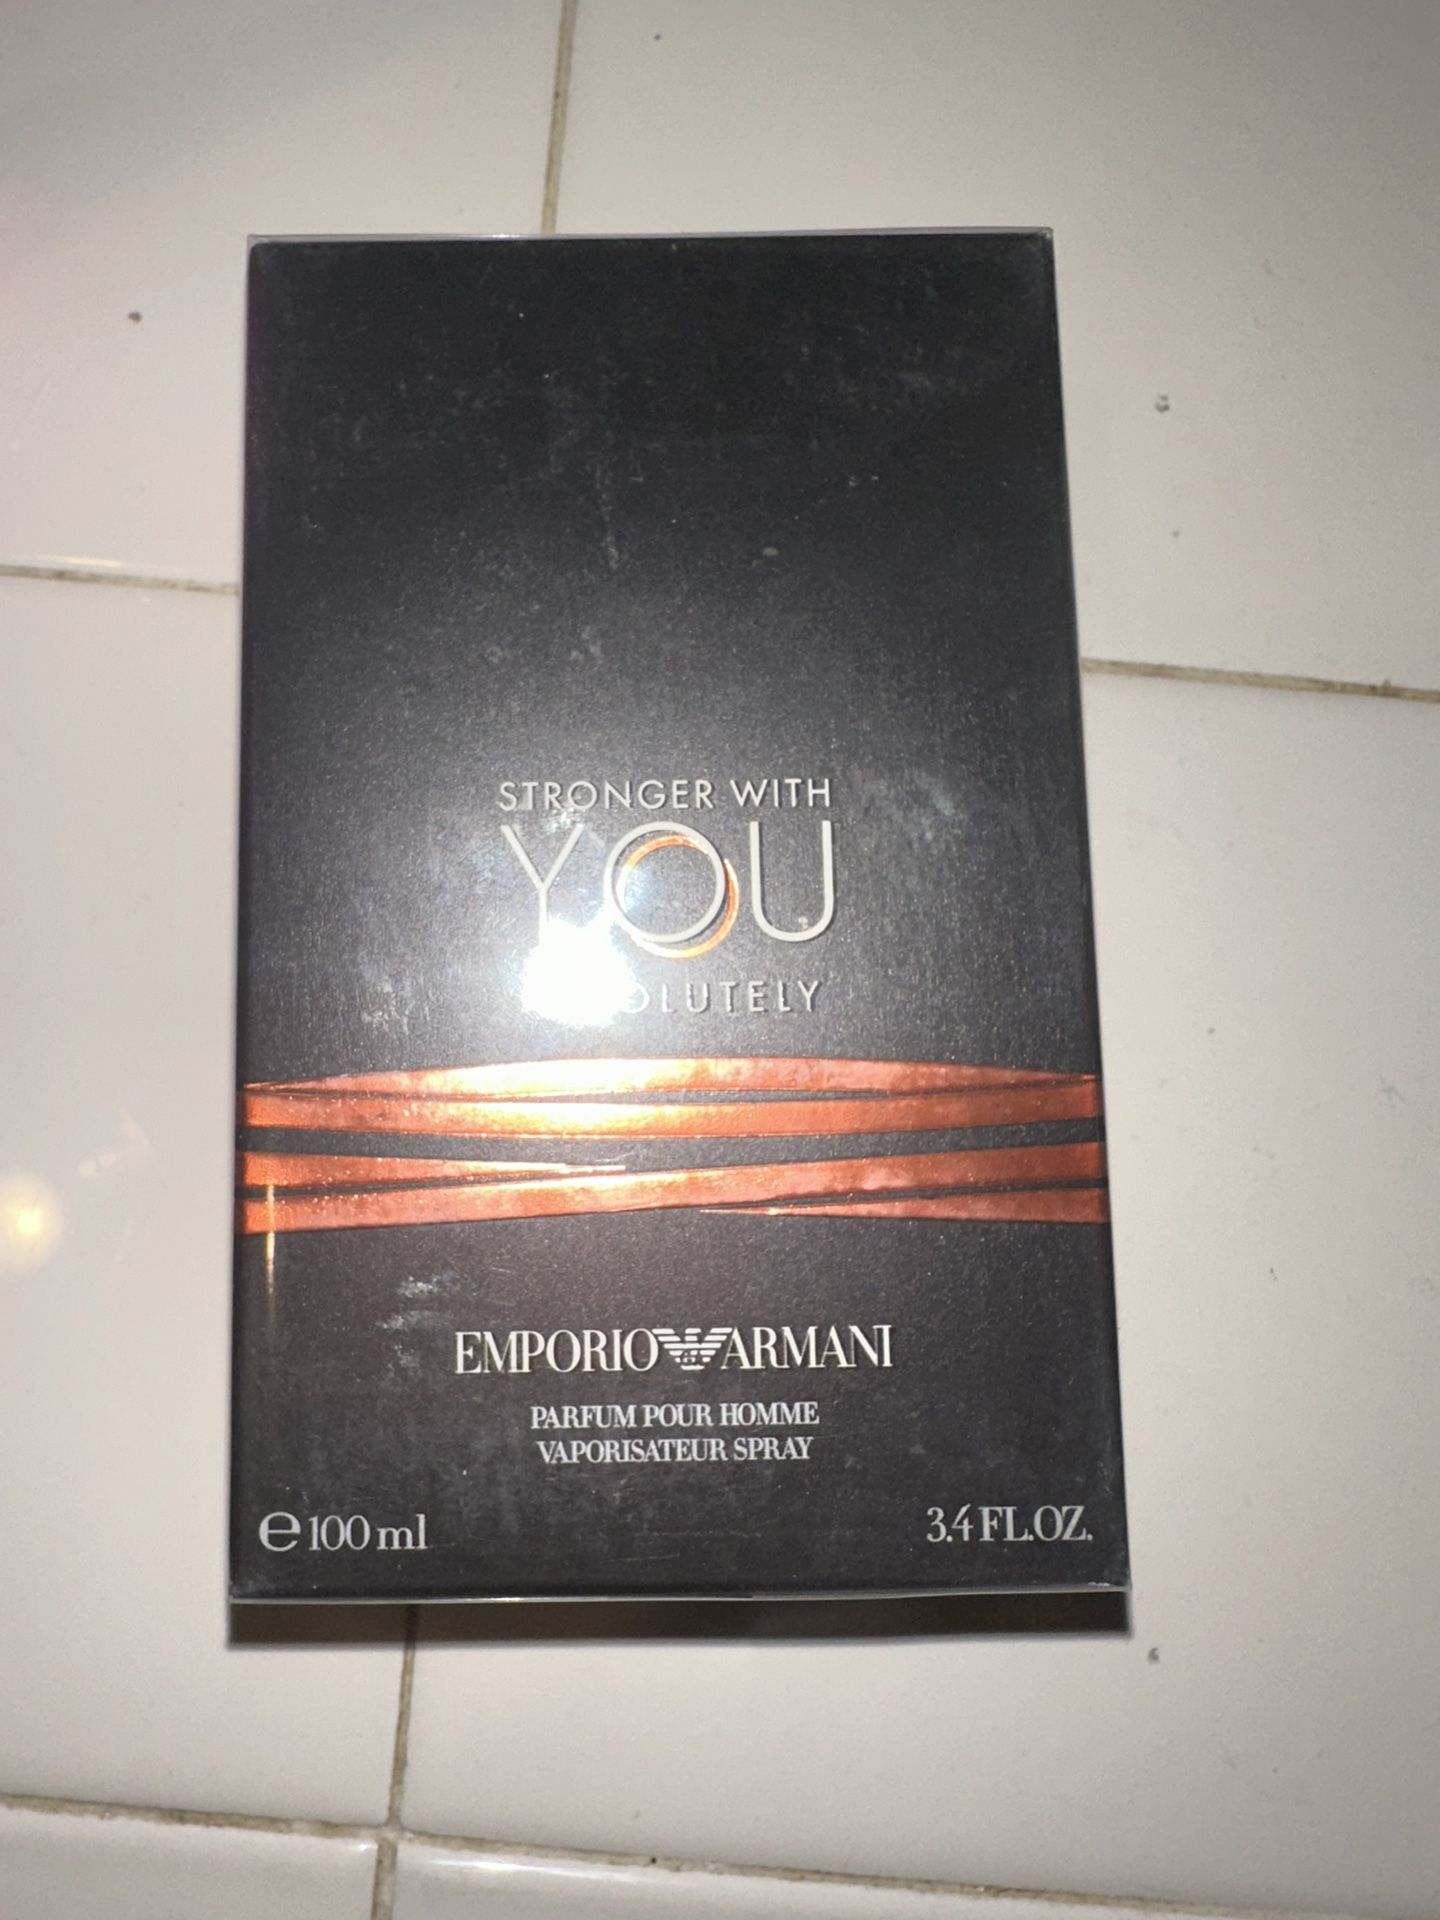 STRONGER WITH
YOU
EMPORIO ARMANI
PARFUM POUR HOMME
VAPORISATEUR SPRAY
℮100 ml
3.4 FL.OZ.